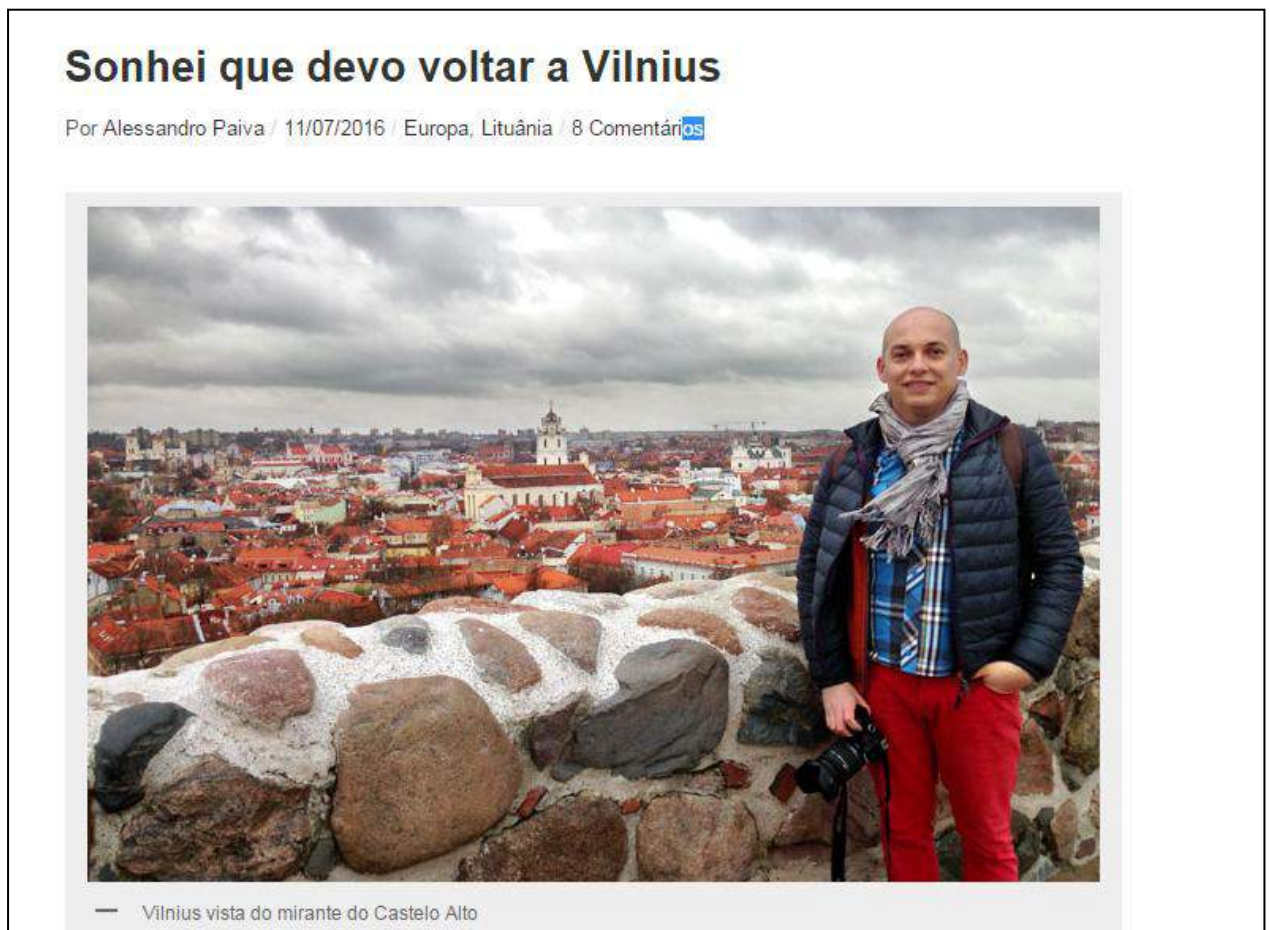 Sonhei que devo voltar a Vilnius
Por Alessandro Paiva / 11/07/2016 / Europa, Lituânia / 8 Comentários
— Vilnius vista do mirante do Castelo Alto